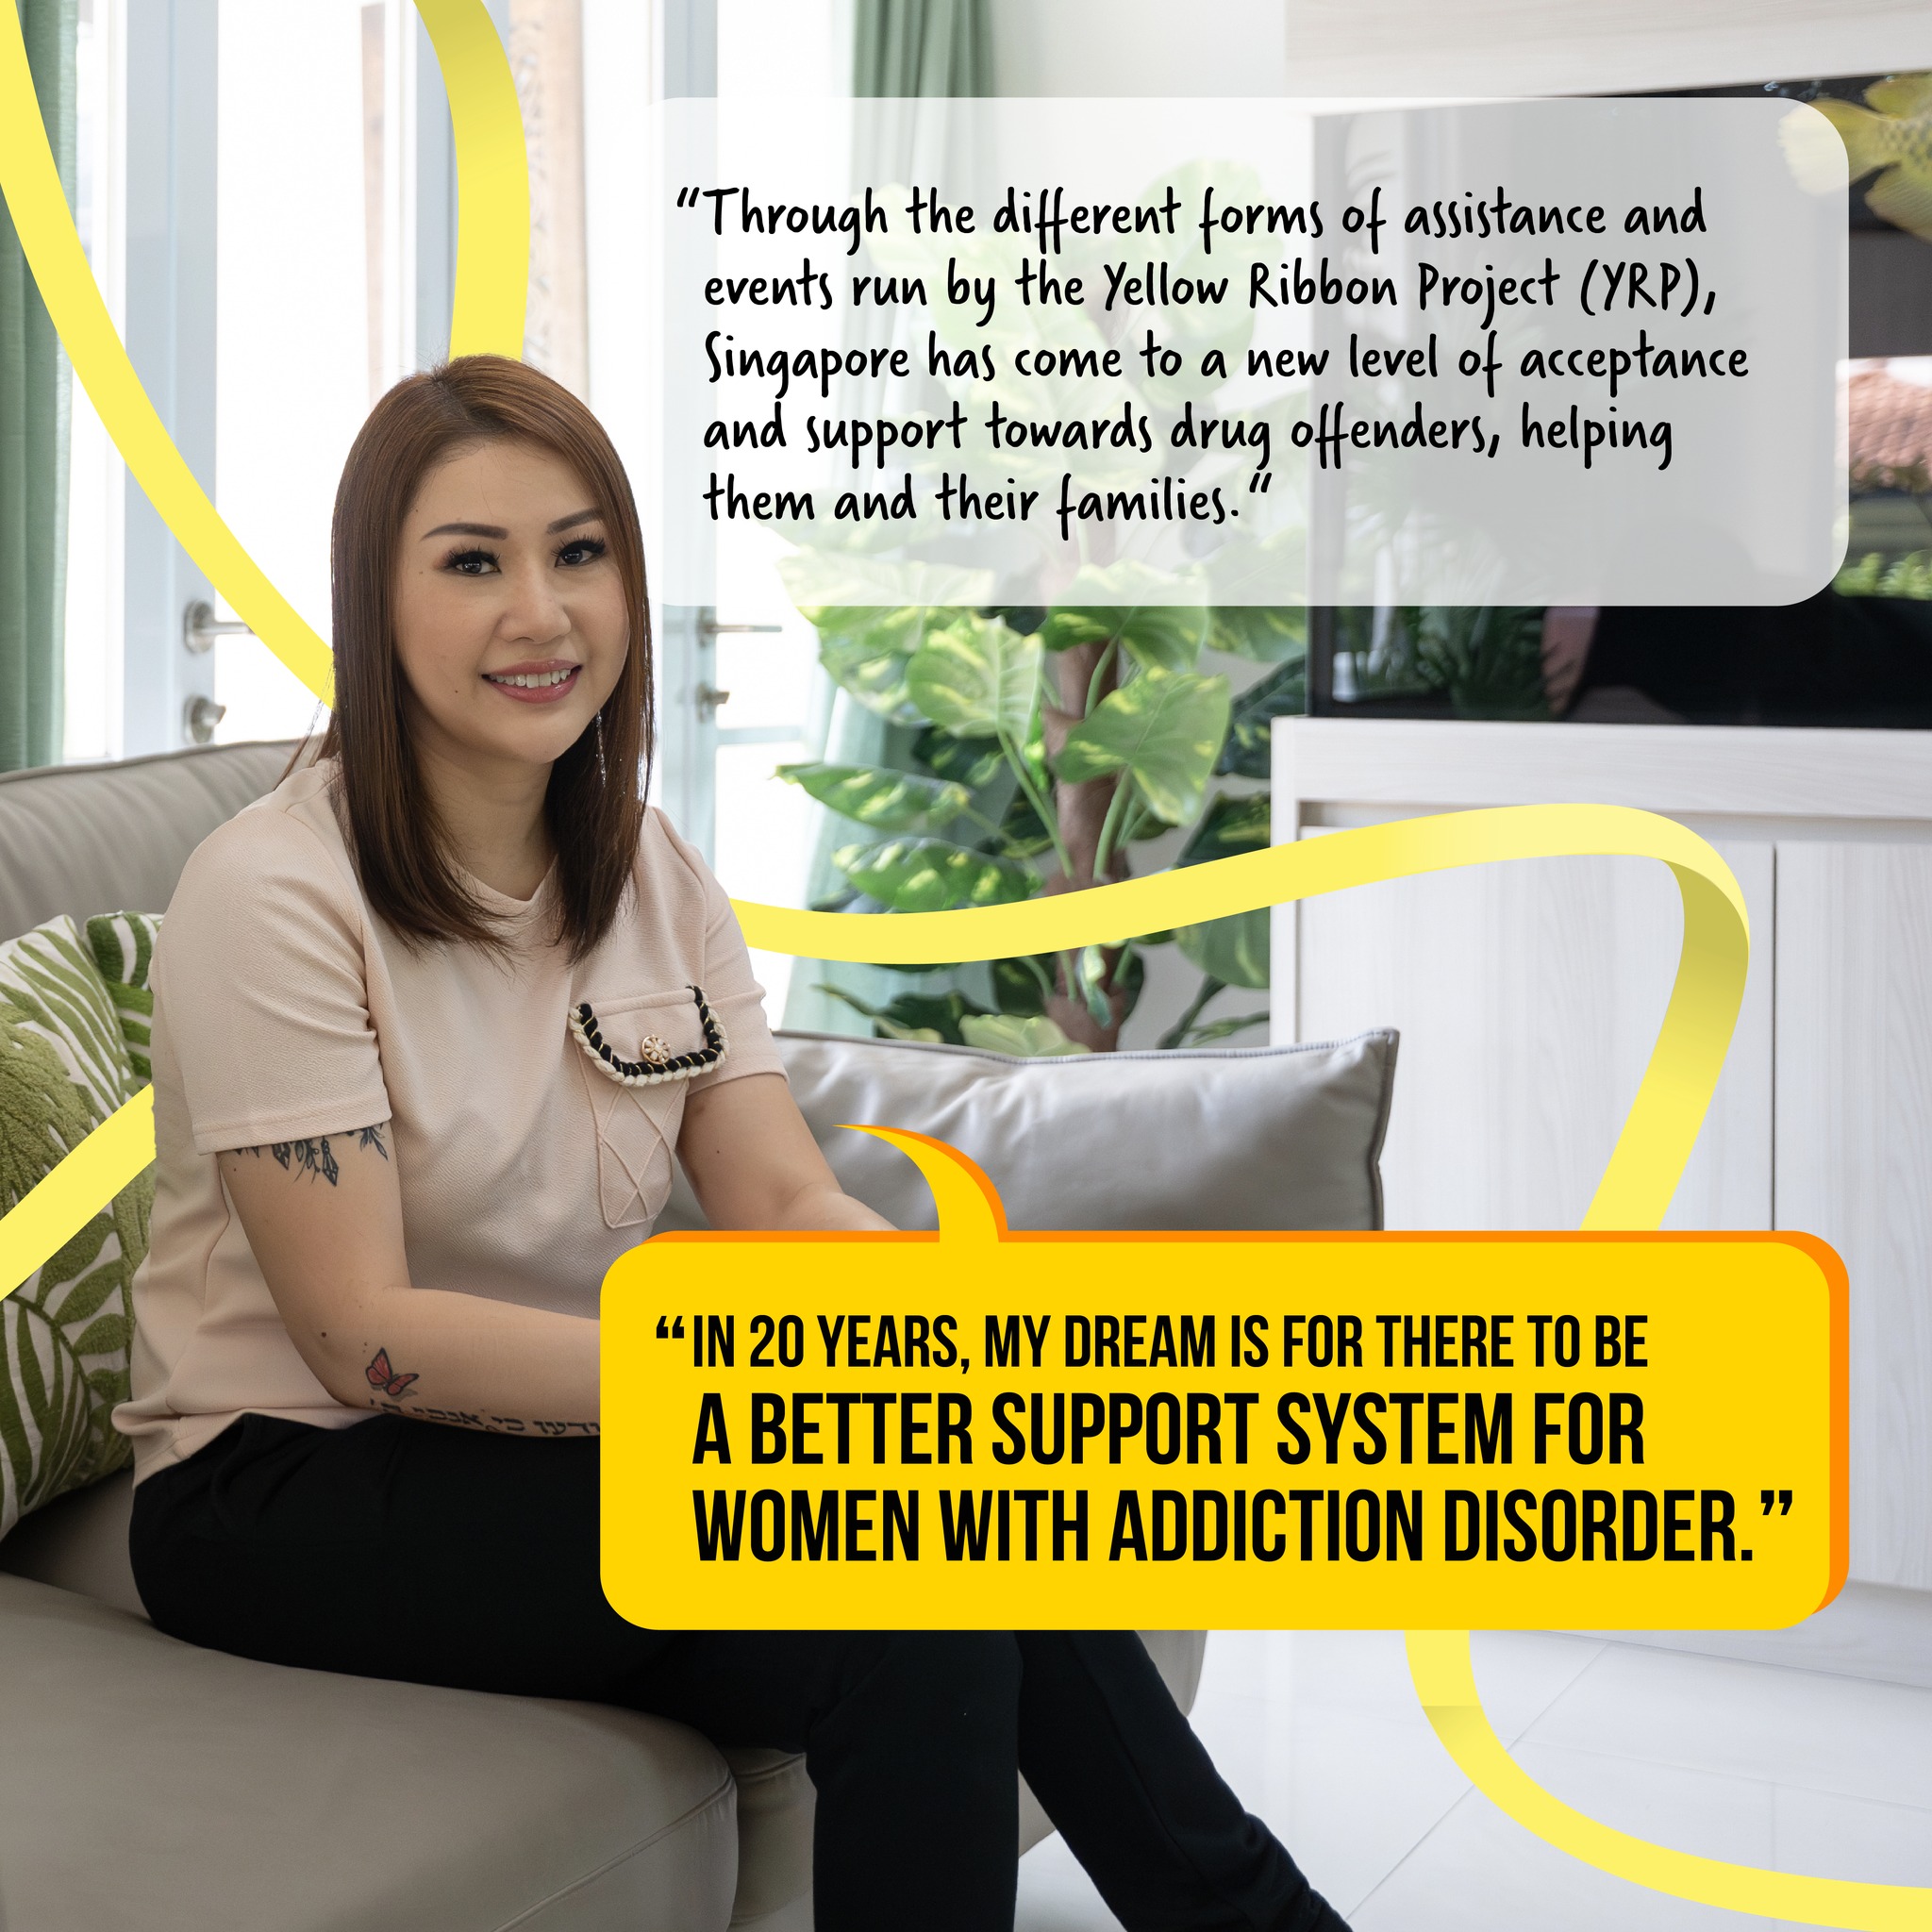 “Through the different forms of assistance and
events run by the Yellow Ribbon Project (YRP),
Singapore has come to a new level of acceptance
and support towards drug offenders, helping
them and their families.“
“IN 20 YEARS, MY DREAM IS FOR THERE TO BE
A BETTER SUPPORT SYSTEM FOR
WOMEN WITH ADDICTION DISORDER.”